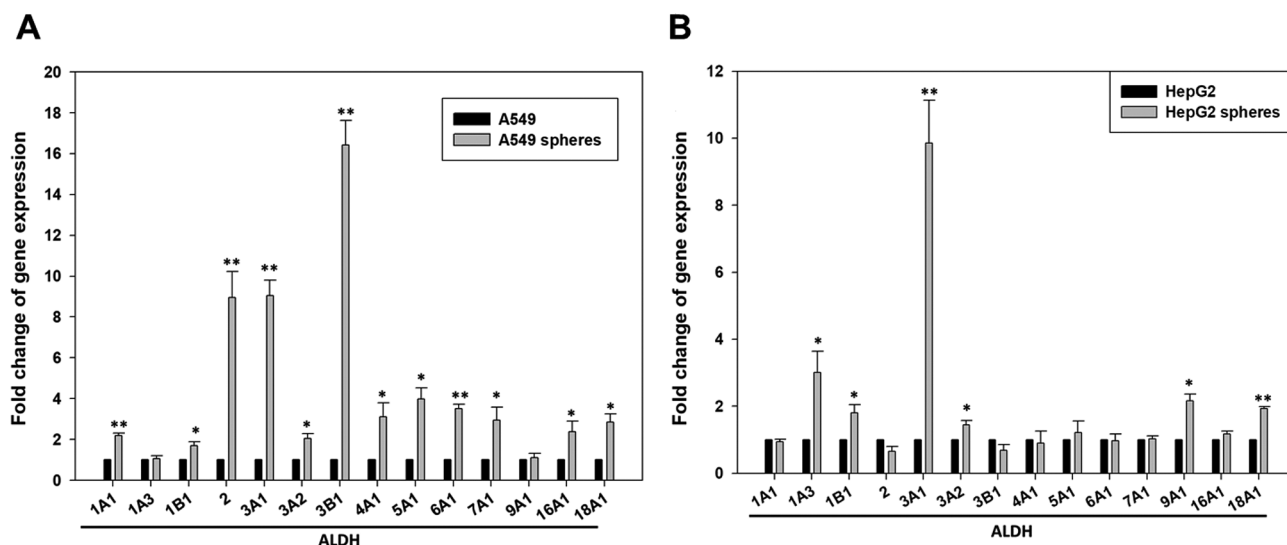 A
Fold change of gene expression
20
18
16
14
12
10
8
6
4
2
0
A549
A549 spheres
**
*
**
**
*
**
*
*
**
*
*
*
1A1
1A3
1B1
2
3A1
3A2
3B1
4A1
5A1
6A1
7A1
9A1
16A1
18A1
ALDH
B
Fold change of gene expression
12
10
8
6
4
2
0
HepG2
HepG2 spheres
*
*
**
*
*
**
1A1
1A3
1B1
2
3A1
3A2
3B1
4A1
5A1
6A1
7A1
9A1
16A1
18A1
ALDH